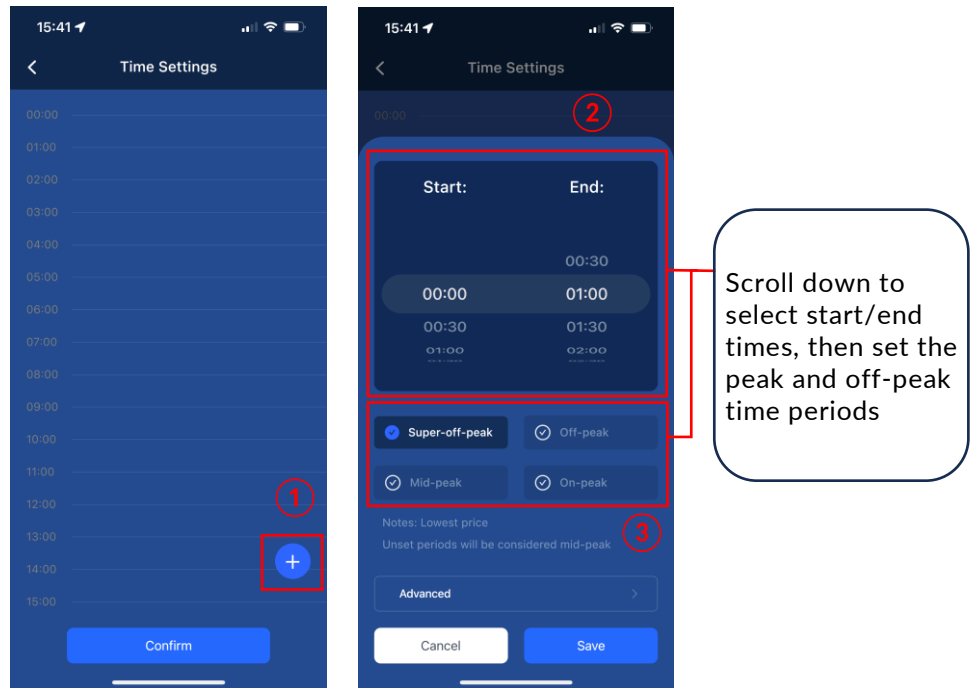 15:41
Time Settings
00:00
01:00
02:00
03:00
04:00
05:00
06:00
07:00
08:00
09:00
10:00
11:00
12:00
1
13:00
14:00
15:00
Confirm
15:41
Time Settings
00:00
2
Start: End:
00:30
00:00 01:00
00:30 01:30
01:00 02:00
Super-off-peak Off-peak
Mid-peak On-peak
Notes: Lowest price
3
Unset periods will be considered mid-peak
Advanced
Cancel Save
Scroll down to
select start/end
times, then set the
peak and off-peak
time periods